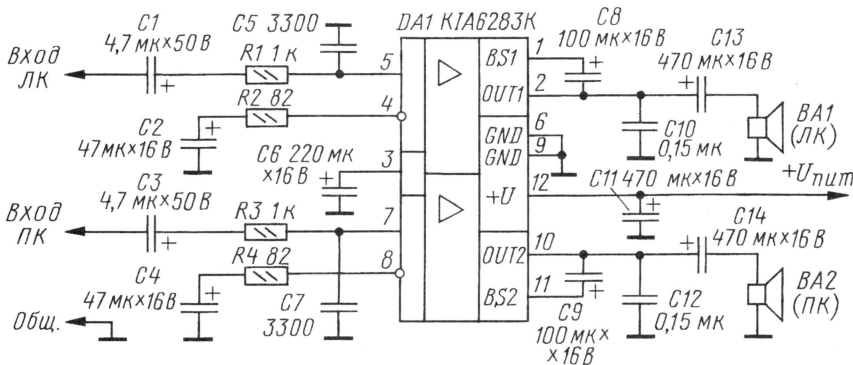 C1
4,7 мк×50 В
C5 3300
DA1 KIA6283K
C8
100 мк×16 В
C13
470 мк×16 В
Вход
ЛК
R1 1 к
5
BS1
1
2
OUT1
R2 82
4
C2
47 мк×16 В
C6 220 мк
×16 В
3
GND
6
GND
9
C10
0,15 мк
BA1
(ЛК)
+Uпит
C3
4,7 мк×50 В
+U
12
C11 470 мк×16 В
Вход
ПК
R3 1 к
7
C14
470 мк×16 В
R4 82
8
OUT2
10
BS2
11
C4
47 мк×16 В
C7
3300
C9
100 мк×
×16 В
C12
0,15 мк
BA2
(ПК)
Общ.